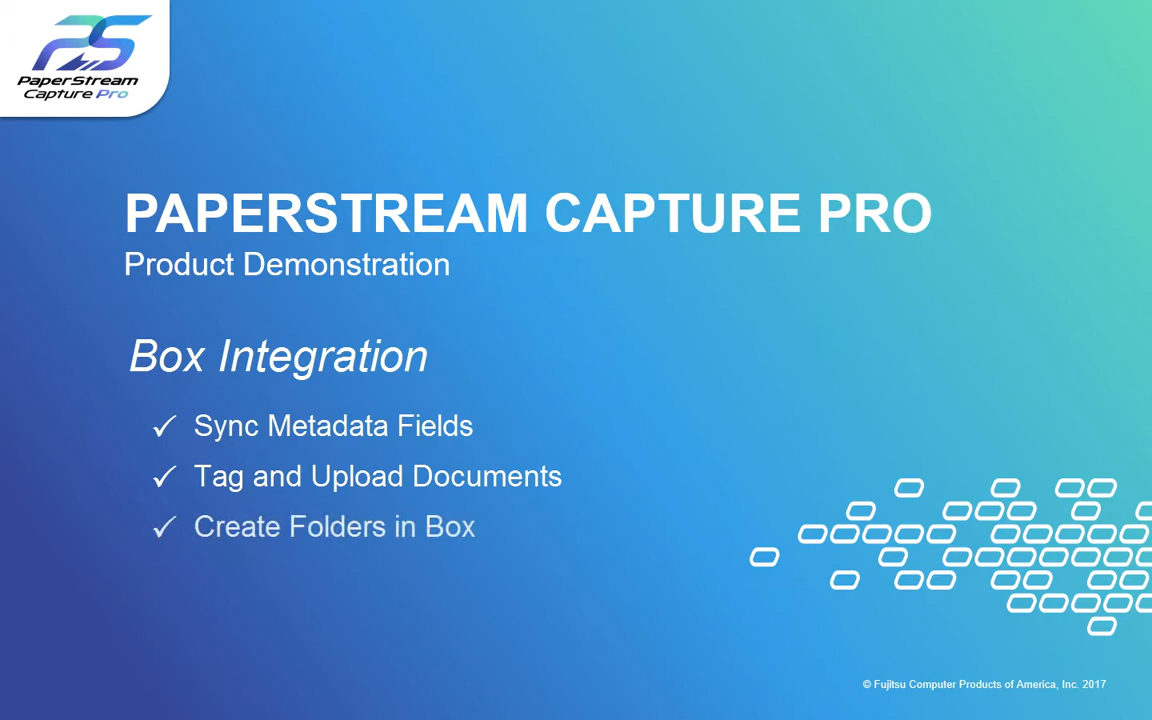 PaperStream
Capture Pro
PAPERSTREAM CAPTURE PRO
Product Demonstration
Box Integration
✓ Sync Metadata Fields
✓ Tag and Upload Documents
✓ Create Folders in Box
© Fujitsu Computer Products of America, Inc. 2017